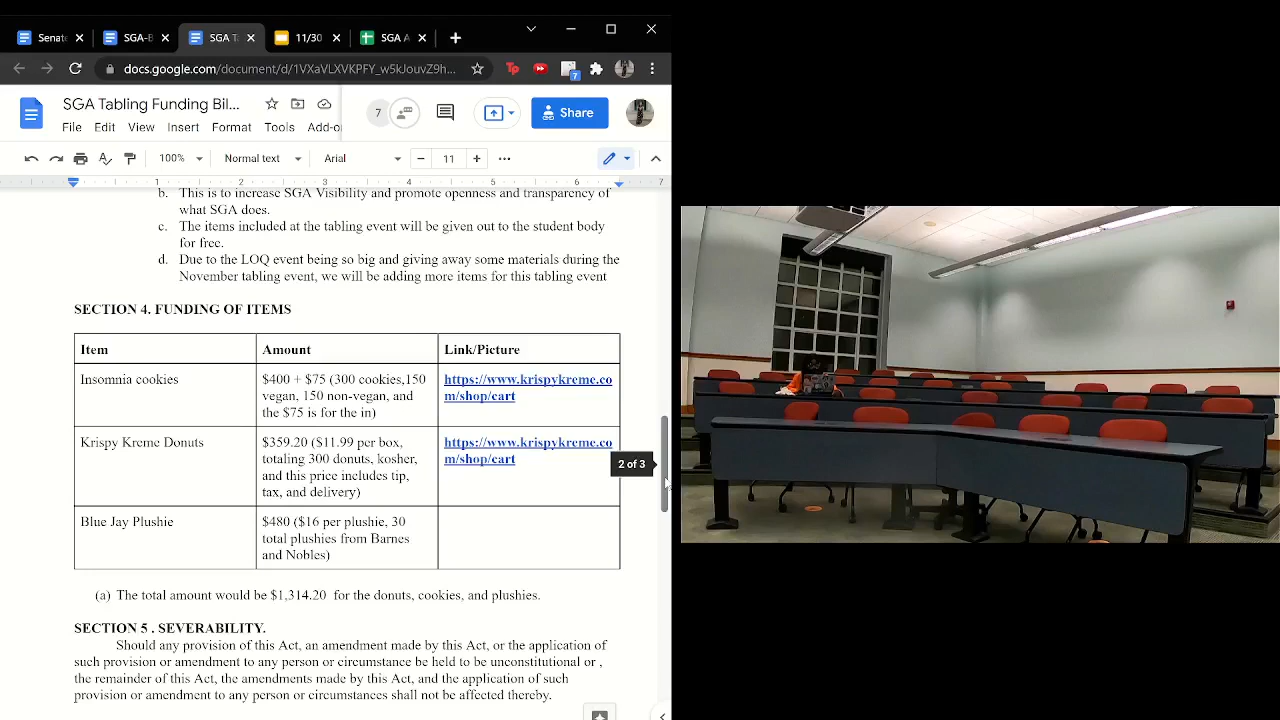 Senate
SGA-B
SGA T
11/30
SGA A
docs.google.com/document/d/1VXaVLXVKPFY_w5kJouvZ9h...
Tp
7
SGA Tabling Funding Bil...
File Edit View Insert Format Tools Add-o
7
Share
100% Normal text Arial 11
1 2 3 4 5 6 7
b. This is to increase SGA Visibility and promote openness and transparency of
what SGA does.
c. The items included at the tabling event will be given out to the student body
for free.
d. Due to the LOQ event being so big and giving away some materials during the
November tabling event, we will be adding more items for this tabling event
SECTION 4. FUNDING OF ITEMS
Item Amount Link/Picture
Insomnia cookies
$400 + $75 (300 cookies,150
vegan, 150 non-vegan, and
the $75 is for the in)
https://www.krispykreme.co
m/shop/cart
Krispy Kreme Donuts
$359.20 ($11.99 per box,
totaling 300 donuts, kosher,
and this price includes tip,
tax, and delivery)
https://www.krispykreme.co
m/shop/cart
2 of 3
Blue Jay Plushie
$480 ($16 per plushie, 30
total plushies from Barnes
and Nobles)
(a) The total amount would be $1,314.20 for the donuts, cookies, and plushies.
SECTION 5 . SEVERABILITY.
Should any provision of this Act, an amendment made by this Act, or the application of
such provision or amendment to any person or circumstance be held to be unconstitutional or ,
the remainder of this Act, the amendments made by this Act, and the application of such
provision or amendment to any person or circumstances shall not be affected thereby.